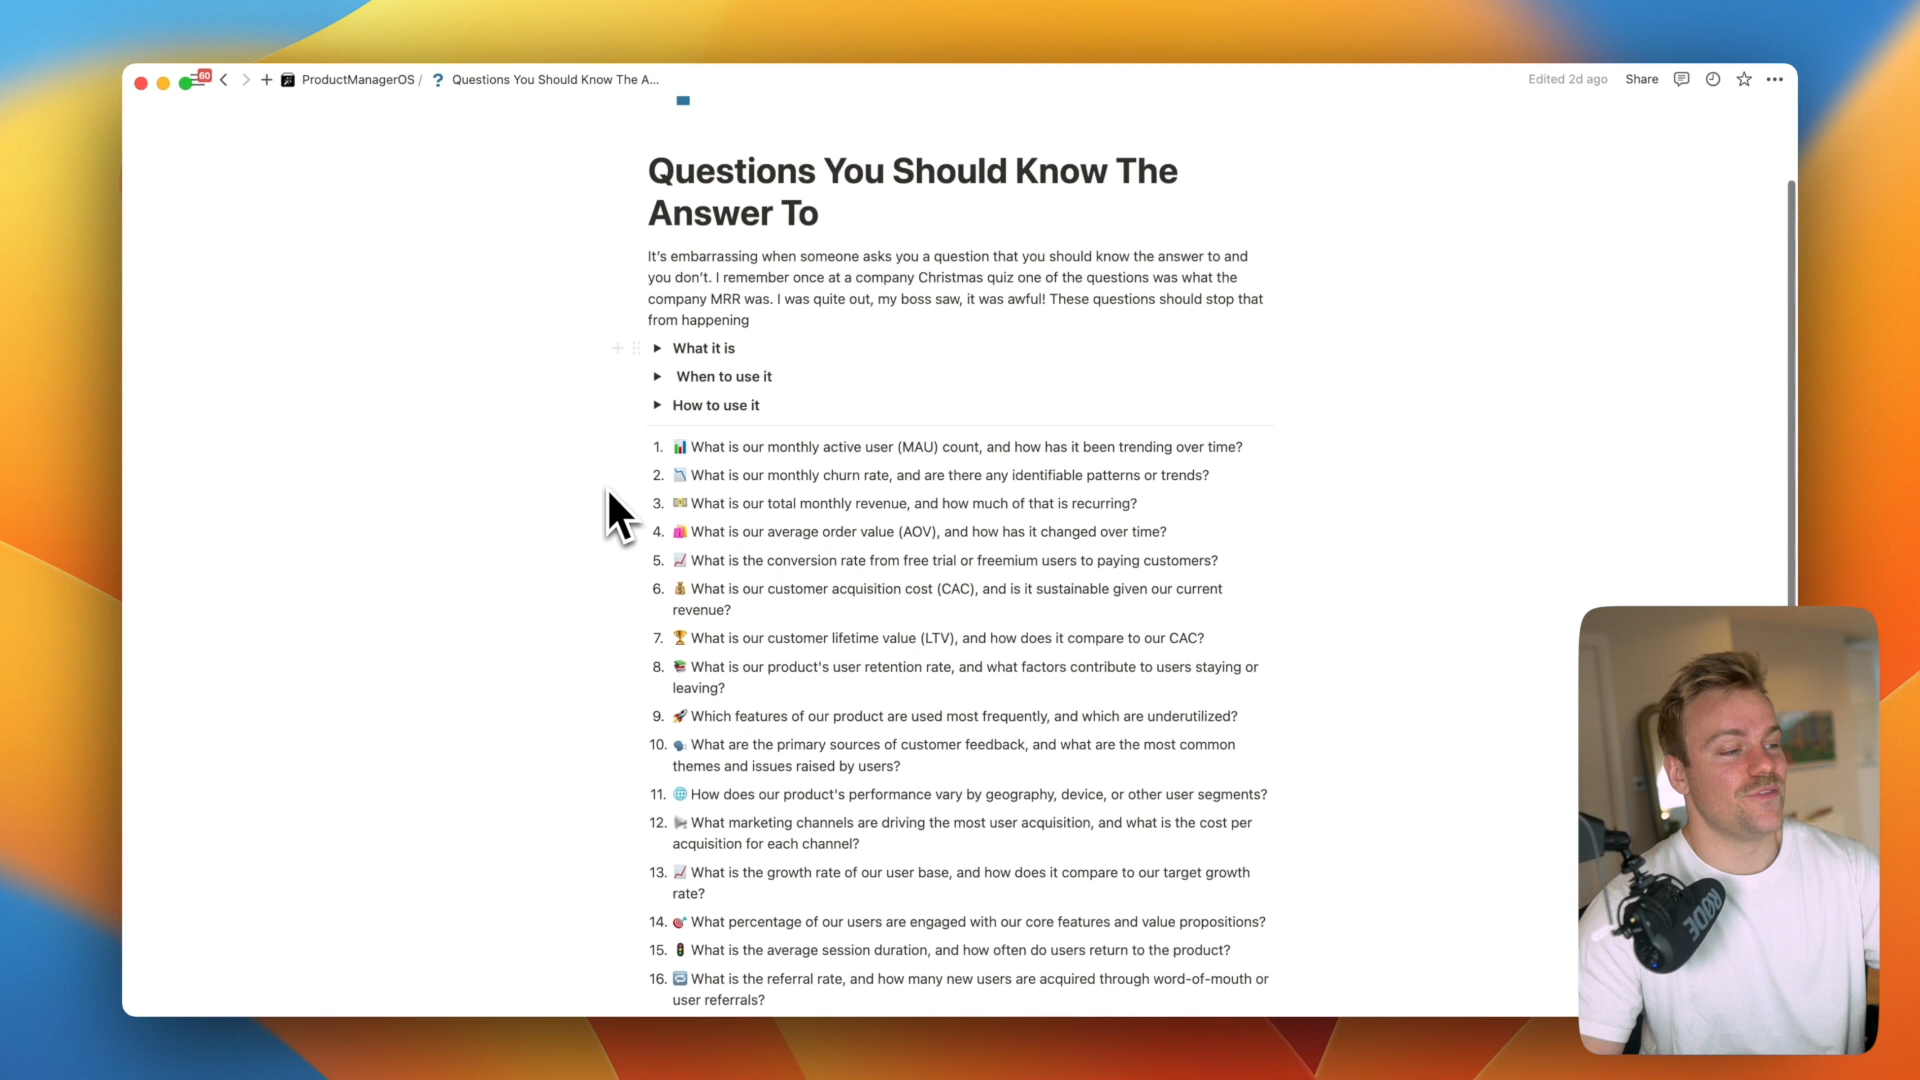 60
ProductManagerOS / ❓ Questions You Should Know The A...
Edited 2d ago
Share
Questions You Should Know The
Answer To
It's embarrassing when someone asks you a question that you should know the answer to and
you don't. I remember once at a company Christmas quiz one of the questions was what the
company MRR was. I was quite out, my boss saw, it was awful! These questions should stop that
from happening
What it is
When to use it
How to use it
1. 📊 What is our monthly active user (MAU) count, and how has it been trending over time?
2. 📉 What is our monthly churn rate, and are there any identifiable patterns or trends?
3. 💵 What is our total monthly revenue, and how much of that is recurring?
4. 🛍️ What is our average order value (AOV), and how has it changed over time?
5. 📈 What is the conversion rate from free trial or freemium users to paying customers?
6. 💰 What is our customer acquisition cost (CAC), and is it sustainable given our current
revenue?
7. 🏆 What is our customer lifetime value (LTV), and how does it compare to our CAC?
8. 📚 What is our product's user retention rate, and what factors contribute to users staying or
leaving?
9. 🚀 Which features of our product are used most frequently, and which are underutilized?
10. 🗣️ What are the primary sources of customer feedback, and what are the most common
themes and issues raised by users?
11. 🌐 How does our product's performance vary by geography, device, or other user segments?
12. 📢 What marketing channels are driving the most user acquisition, and what is the cost per
acquisition for each channel?
13. 📈 What is the growth rate of our user base, and how does it compare to our target growth
rate?
14. 🎯 What percentage of our users are engaged with our core features and value propositions?
15. 🚦 What is the average session duration, and how often do users return to the product?
16. 🔁 What is the referral rate, and how many new users are acquired through word-of-mouth or
user referrals?
RØDE